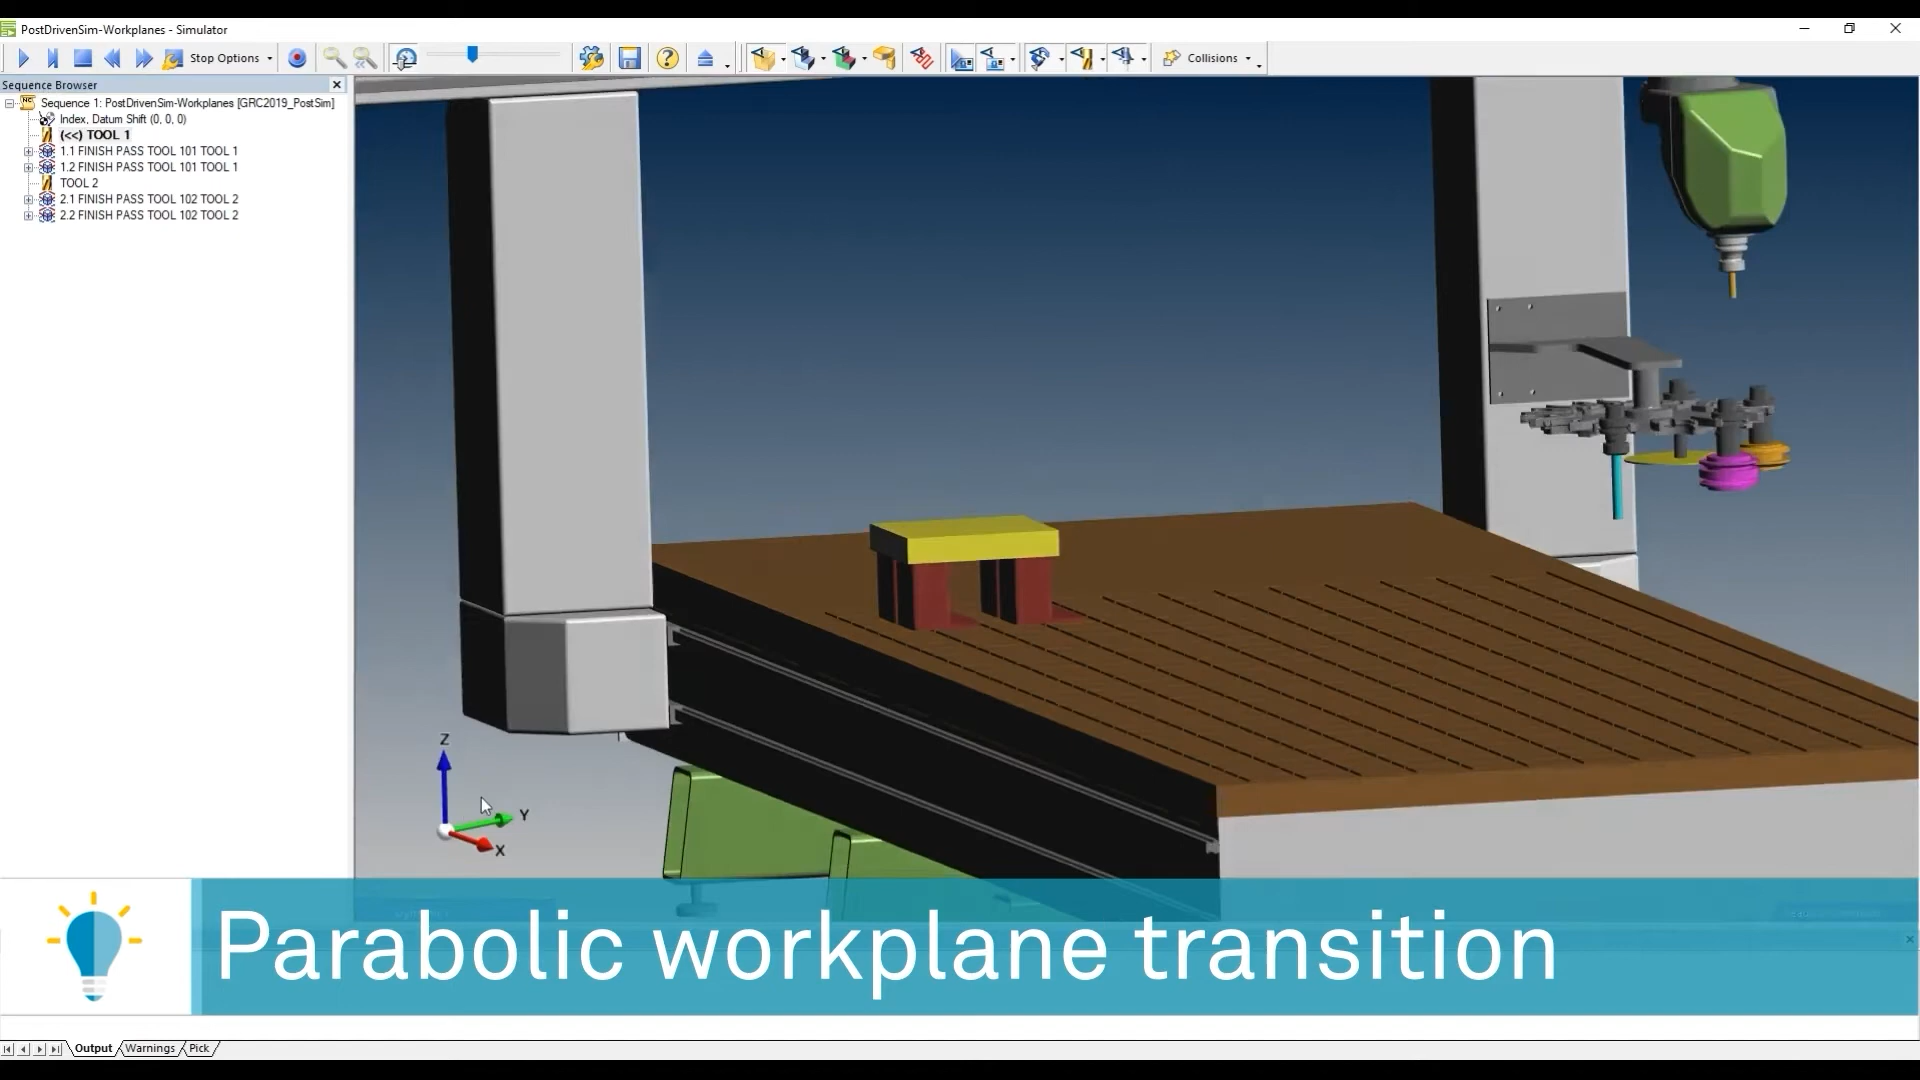 PostDrivenSim-Workplanes - Simulator
Stop Options
Collisions
Sequence Browser
Sequence 1: PostDrivenSim-Workplanes [GRC2019_PostSim]
Index, Datum Shift (0, 0, 0)
(<<) TOOL 1
1.1 FINISH PASS TOOL 101 TOOL 1
1.2 FINISH PASS TOOL 101 TOOL 1
TOOL 2
2.1 FINISH PASS TOOL 102 TOOL 2
2.2 FINISH PASS TOOL 102 TOOL 2
Z
Y
X
Parabolic workplane transition
Output Warnings Pick